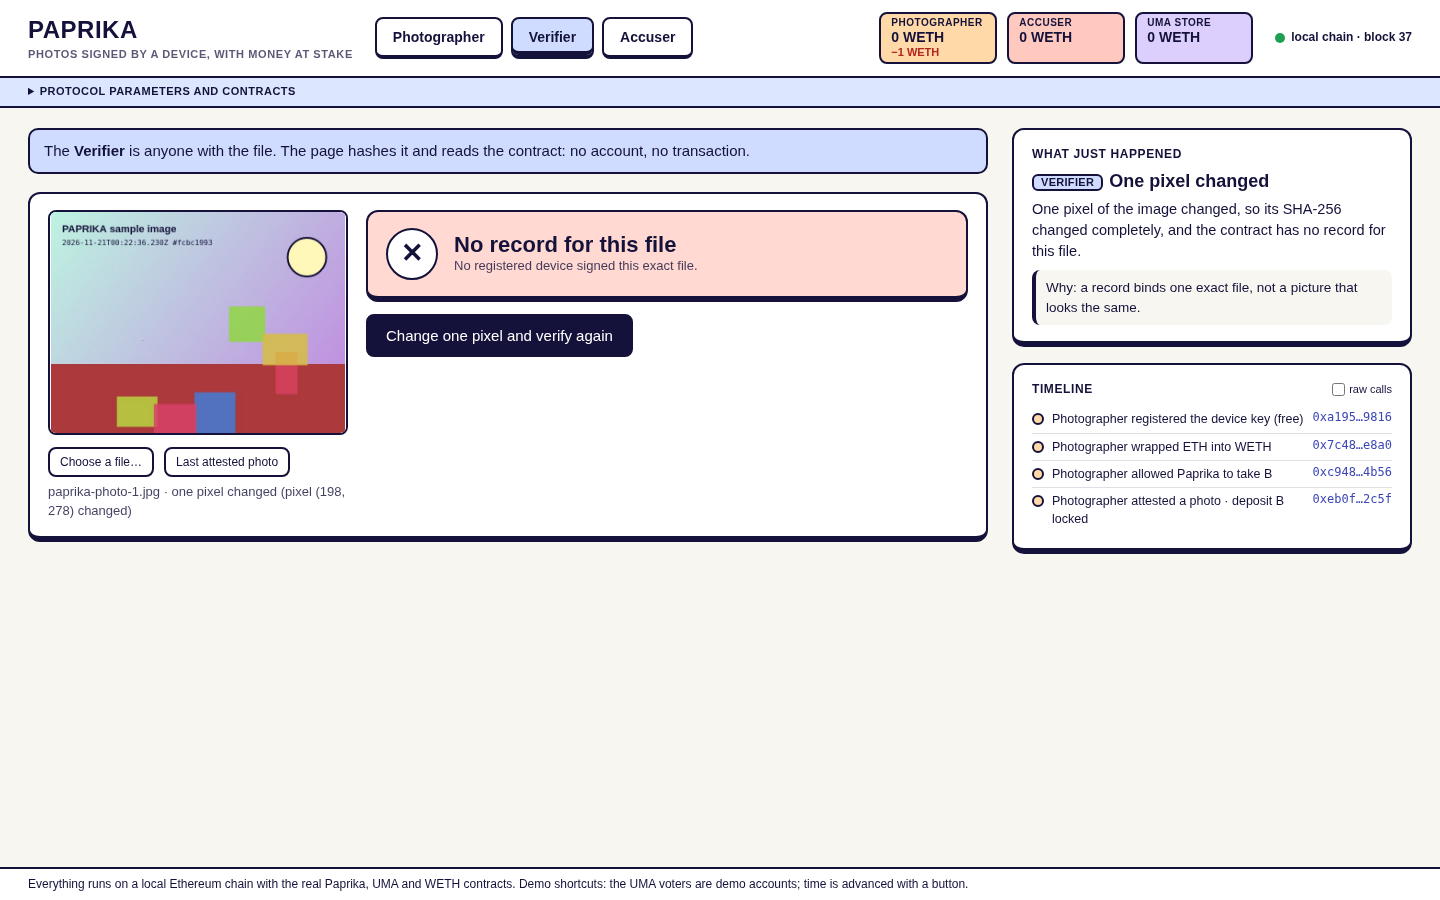 PAPRIKA
PHOTOS SIGNED BY A DEVICE, WITH MONEY AT STAKE
Photographer
Verifier
Accuser
PHOTOGRAPHER
0 WETH
−1 WETH
ACCUSER
0 WETH
UMA STORE
0 WETH
local chain · block 37
PROTOCOL PARAMETERS AND CONTRACTS
The Verifier is anyone with the file. The page hashes it and reads the contract: no account, no transaction.
PAPRIKA sample image
2026-11-21T00:22:36.230Z #fcbc1993
No record for this file
No registered device signed this exact file.
Change one pixel and verify again
Choose a file…
Last attested photo
paprika-photo-1.jpg · one pixel changed (pixel (198,
278) changed)
WHAT JUST HAPPENED
VERIFIER One pixel changed
One pixel of the image changed, so its SHA-256
changed completely, and the contract has no record for
this file.
Why: a record binds one exact file, not a picture that
looks the same.
TIMELINE
raw calls
Photographer registered the device key (free) 0xa195…9816
Photographer wrapped ETH into WETH 0x7c48…e8a0
Photographer allowed Paprika to take B 0xc948…4b56
Photographer attested a photo · deposit B 0xeb0f…2c5f
locked
Everything runs on a local Ethereum chain with the real Paprika, UMA and WETH contracts. Demo shortcuts: the UMA voters are demo accounts; time is advanced with a button.